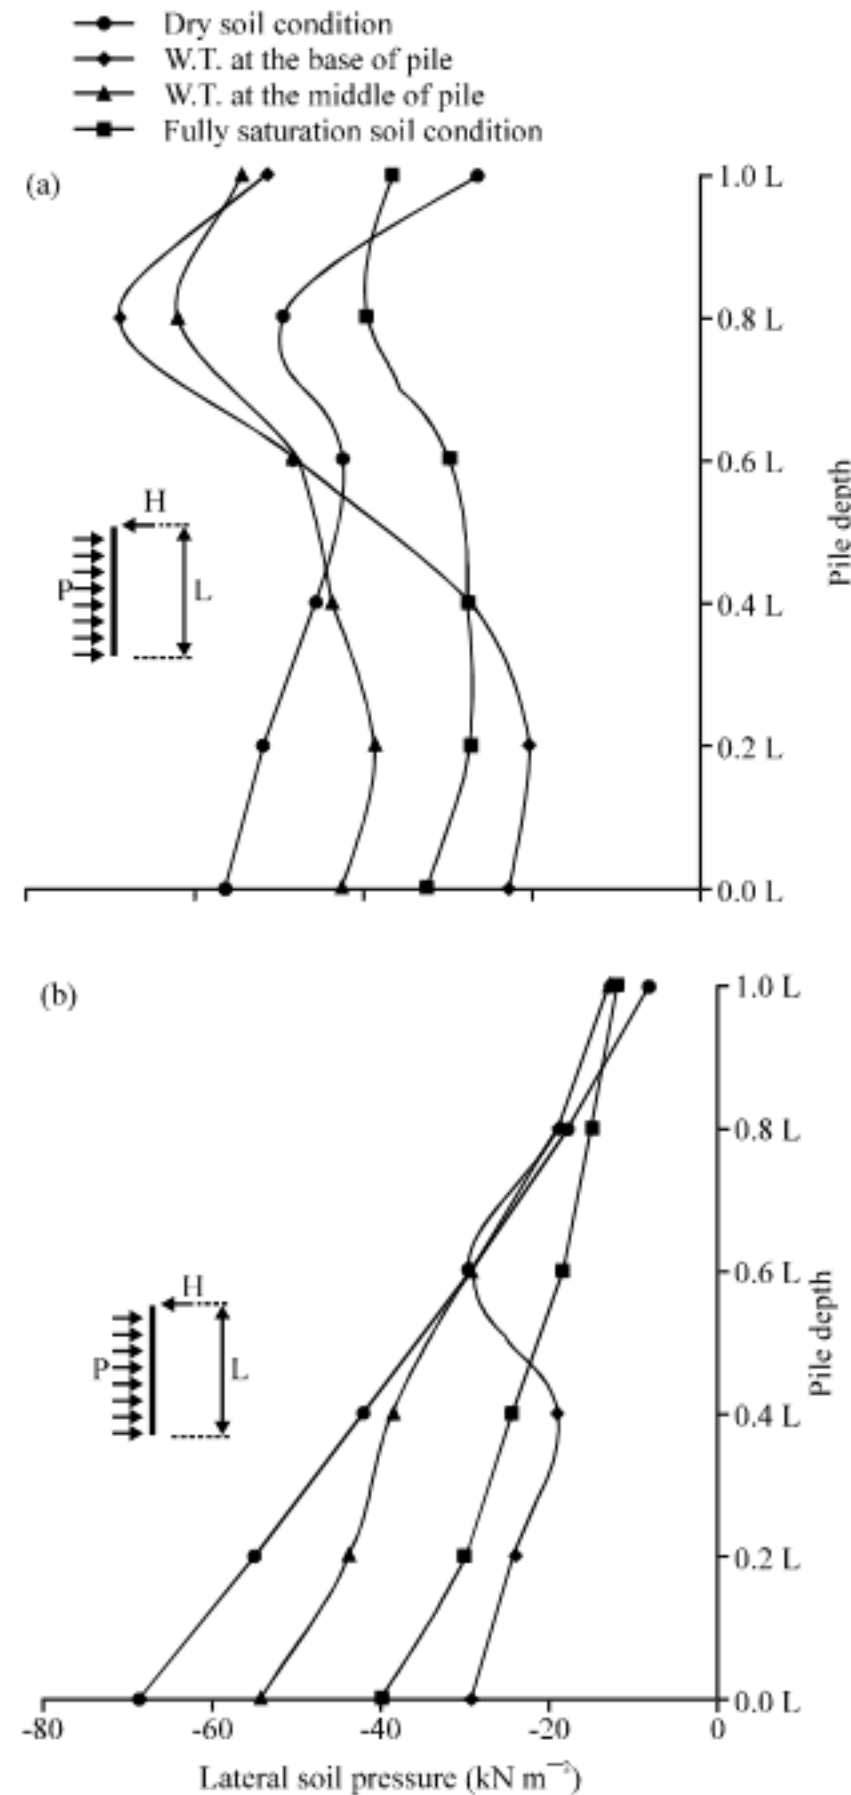 Dry soil condition
W.T. at the base of pile
W.T. at the middle of pile
Fully saturation soil condition
(a)
1.0 L
0.8 L
0.6 L
0.4 L
0.2 L
0.0 L
Pile depth
H
P
L
(b)
1.0 L
0.8 L
0.6 L
0.4 L
0.2 L
0.0 L
Pile depth
H
P
L
-80 -60 -40 -20 0
Lateral soil pressure (kN m⁻²)